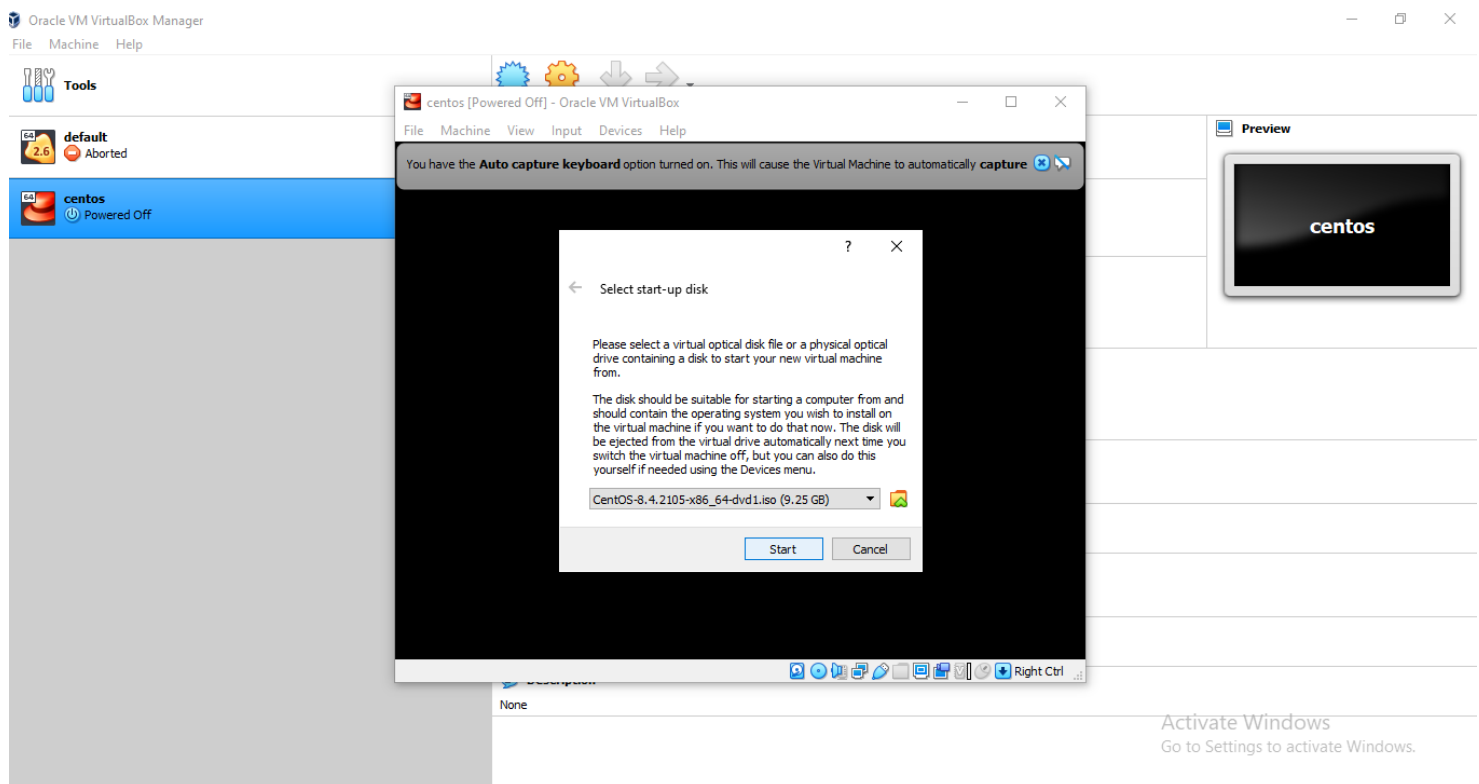 Oracle VM VirtualBox Manager
File Machine Help
Tools
64
2.6
default
Aborted
64
centos
Powered Off
64
centos [Powered Off] - Oracle VM VirtualBox
File Machine View Input Devices Help
You have the Auto capture keyboard option turned on. This will cause the Virtual Machine to automatically capture
?
Select start-up disk
Please select a virtual optical disk file or a physical optical
drive containing a disk to start your new virtual machine
from.
The disk should be suitable for starting a computer from and
should contain the operating system you wish to install on
the virtual machine if you want to do that now. The disk will
be ejected from the virtual drive automatically next time you
switch the virtual machine off, but you can also do this
yourself if needed using the Devices menu.
CentOS-8.4.2105-x86_64-dvd1.iso (9.25 GB)
Start Cancel
Right Ctrl
Preview
centos
Description
None
Activate Windows
Go to Settings to activate Windows.